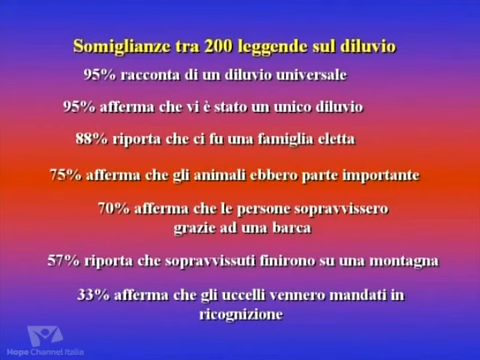 Somiglianze tra 200 leggende sul diluvio
95% racconta di un diluvio universale
95% afferma che vi è stato un unico diluvio
88% riporta che ci fu una famiglia eletta
75% afferma che gli animali ebbero parte importante
70% afferma che le persone sopravvissero
grazie ad una barca
57% riporta che sopravvissuti finirono su una montagna
33% afferma che gli uccelli vennero mandati in
ricognizione
Hope Channel Italia